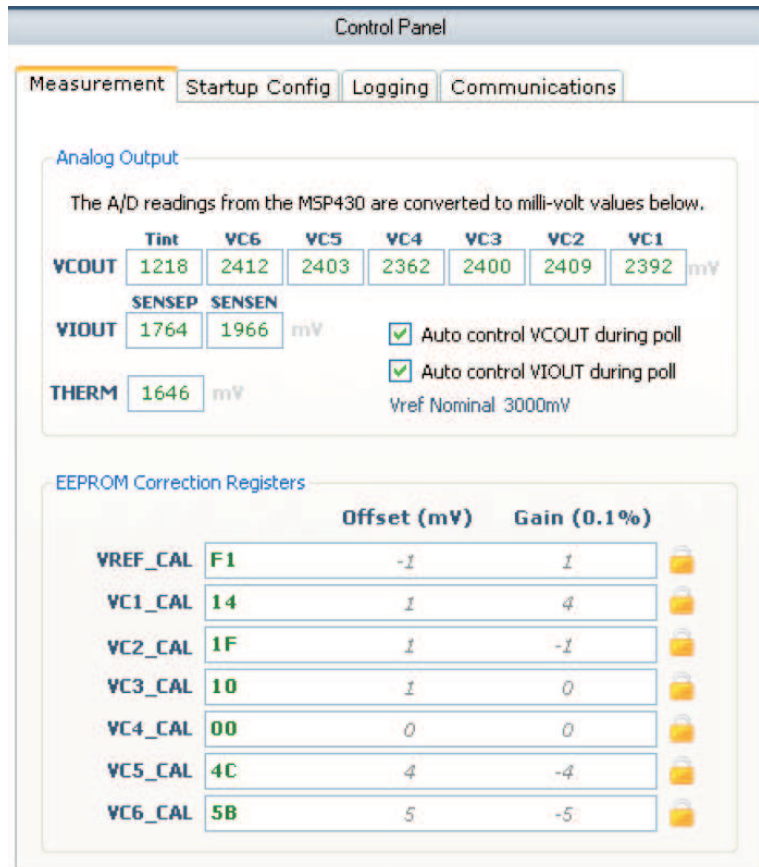 Control Panel
Measurement Startup Config Logging Communications
Analog Output
The A/D readings from the MSP430 are converted to milli-volt values below.
Tint VC6 VC5 VC4 VC3 VC2 VC1
VCOUT 1218 2412 2403 2362 2400 2409 2392 mV
SENSEP SENSEN
VIOUT 1764 1966 mV
Auto control VCOUT during poll
Auto control VIOUT during poll
THERM 1646 mV
Vref Nominal 3000mV
EEPROM Correction Registers
Offset (mV) Gain (0.1%)
VREF_CAL F1 -1 1
VC1_CAL 14 1 4
VC2_CAL 1F 1 -1
VC3_CAL 10 1 0
VC4_CAL 00 0 0
VC5_CAL 4C 4 -4
VC6_CAL 5B 5 -5